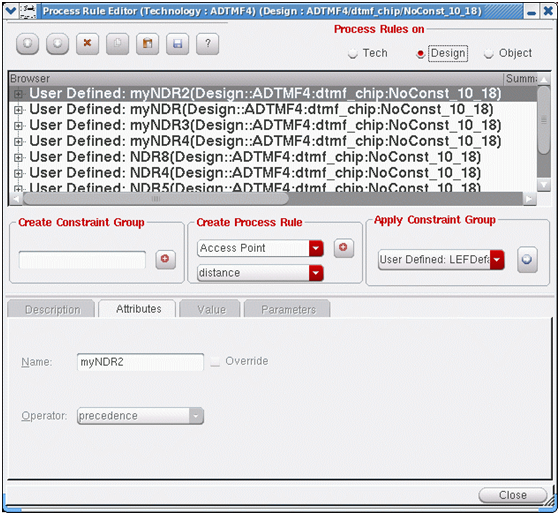 Process Rule Editor (Technology : ADTMF4) (Design : ADTMF4/dtmf_chip/NoConst_10_18)
Process Rules on
?
Tech Design Object
Browser Summa
User Defined: myNDR2(Design::ADTMF4:dtmf_chip:NoConst_10_18)
User Defined: myNDR(Design::ADTMF4:dtmf_chip:NoConst_10_18)
User Defined: myNDR3(Design::ADTMF4:dtmf_chip:NoConst_10_18)
User Defined: myNDR4(Design::ADTMF4:dtmf_chip:NoConst_10_18)
User Defined: NDR8(Design::ADTMF4:dtmf_chip:NoConst_10_18)
User Defined: NDR4(Design::ADTMF4:dtmf_chip:NoConst_10_18)
User Defined: NDR5(Design::ADTMF4:dtmf_chip:NoConst_10_18)
Create Constraint Group Create Process Rule Apply Constraint Group
Access Point
User Defined: LEFDefa
distance
Description Attributes Value Parameters
Name: myNDR2 Override
Operator: precedence
Close